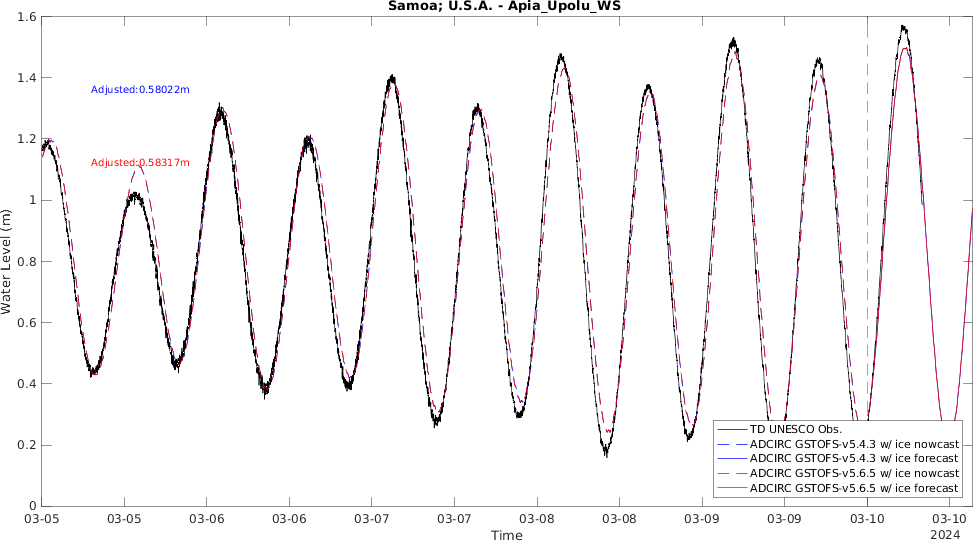 Samoa; U.S.A. - Apia_Upolu_WS
1.6
1.4
1.2
1
0.8
0.6
0.4
0.2
0
Water Level (m)
Adjusted:0.58022m
Adjusted:0.58317m
TD UNESCO Obs.
ADCIRC GSTOFS-v5.4.3 w/ ice nowcast
ADCIRC GSTOFS-v5.4.3 w/ ice forecast
ADCIRC GSTOFS-v5.6.5 w/ ice nowcast
ADCIRC GSTOFS-v5.6.5 w/ ice forecast
03-05 03-05 03-06 03-06 03-07 03-07 03-08 03-08 03-09 03-09 03-10 03-10
2024
Time